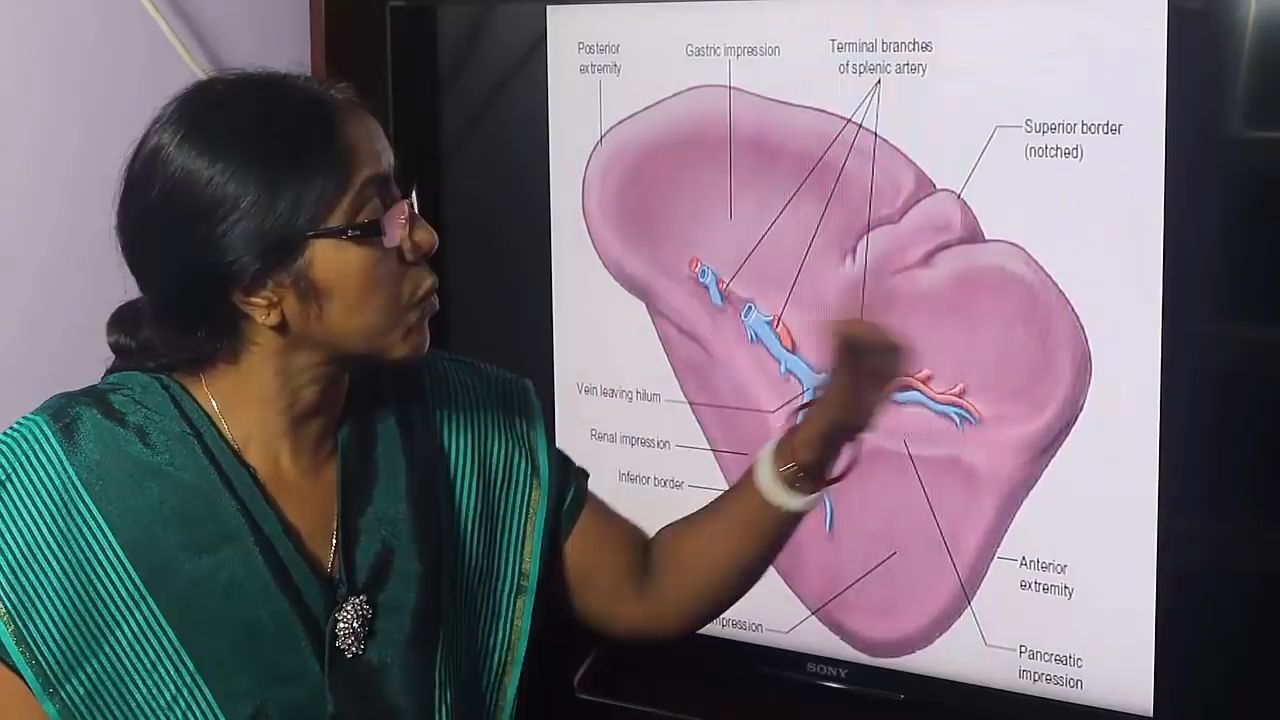 Posterior
extremity
Gastric impression
Terminal branches
of splenic artery
Superior border
(notched)
Vein leaving hilum
Renal impression
Inferior border
impression
Anterior
extremity
Pancreatic
impression
SONY